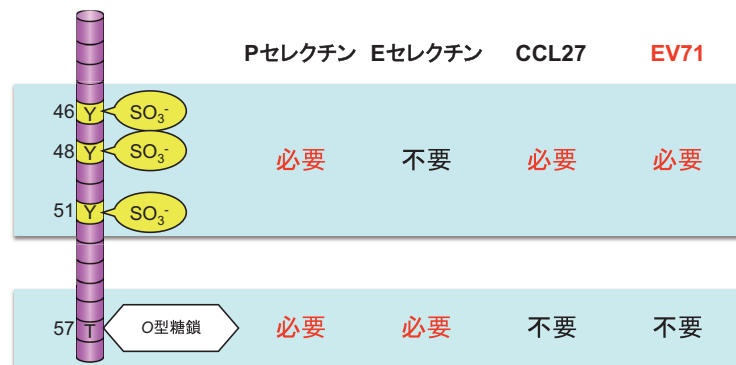 Pセレクチン Eセレクチン CCL27 EV71
46 Y SO₃⁻
48 Y SO₃⁻
必要 不要 必要 必要
51 Y SO₃⁻
57 T O型糖鎖 必要 必要 不要 不要